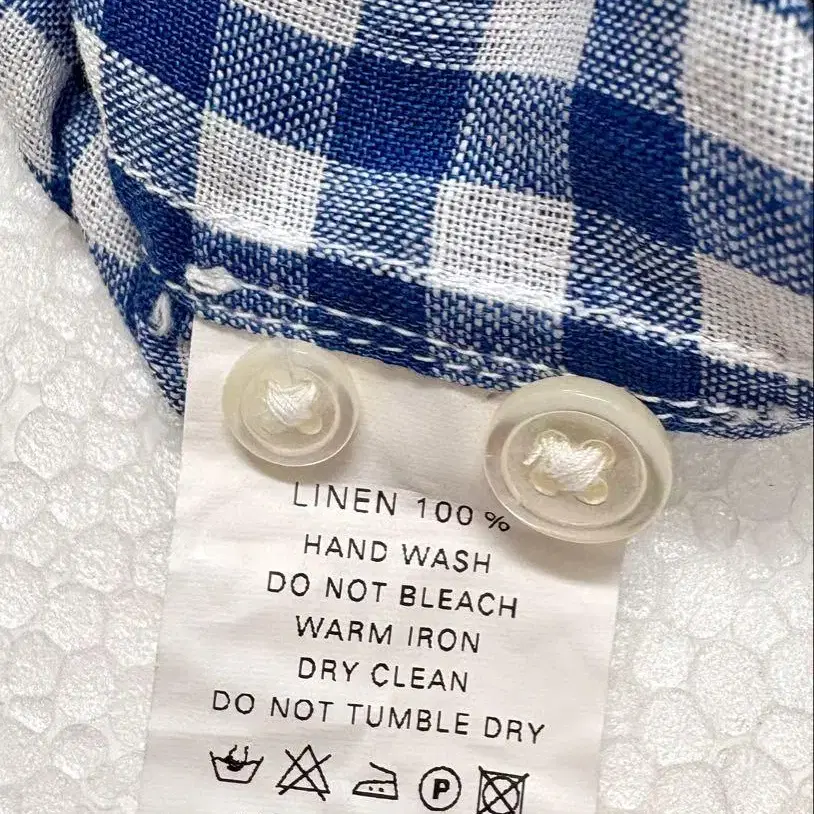 LINEN 100%
HAND WASH
DO NOT BLEACH
WARM IRON
DRY CLEAN
DO NOT TUMBLE DRY
P